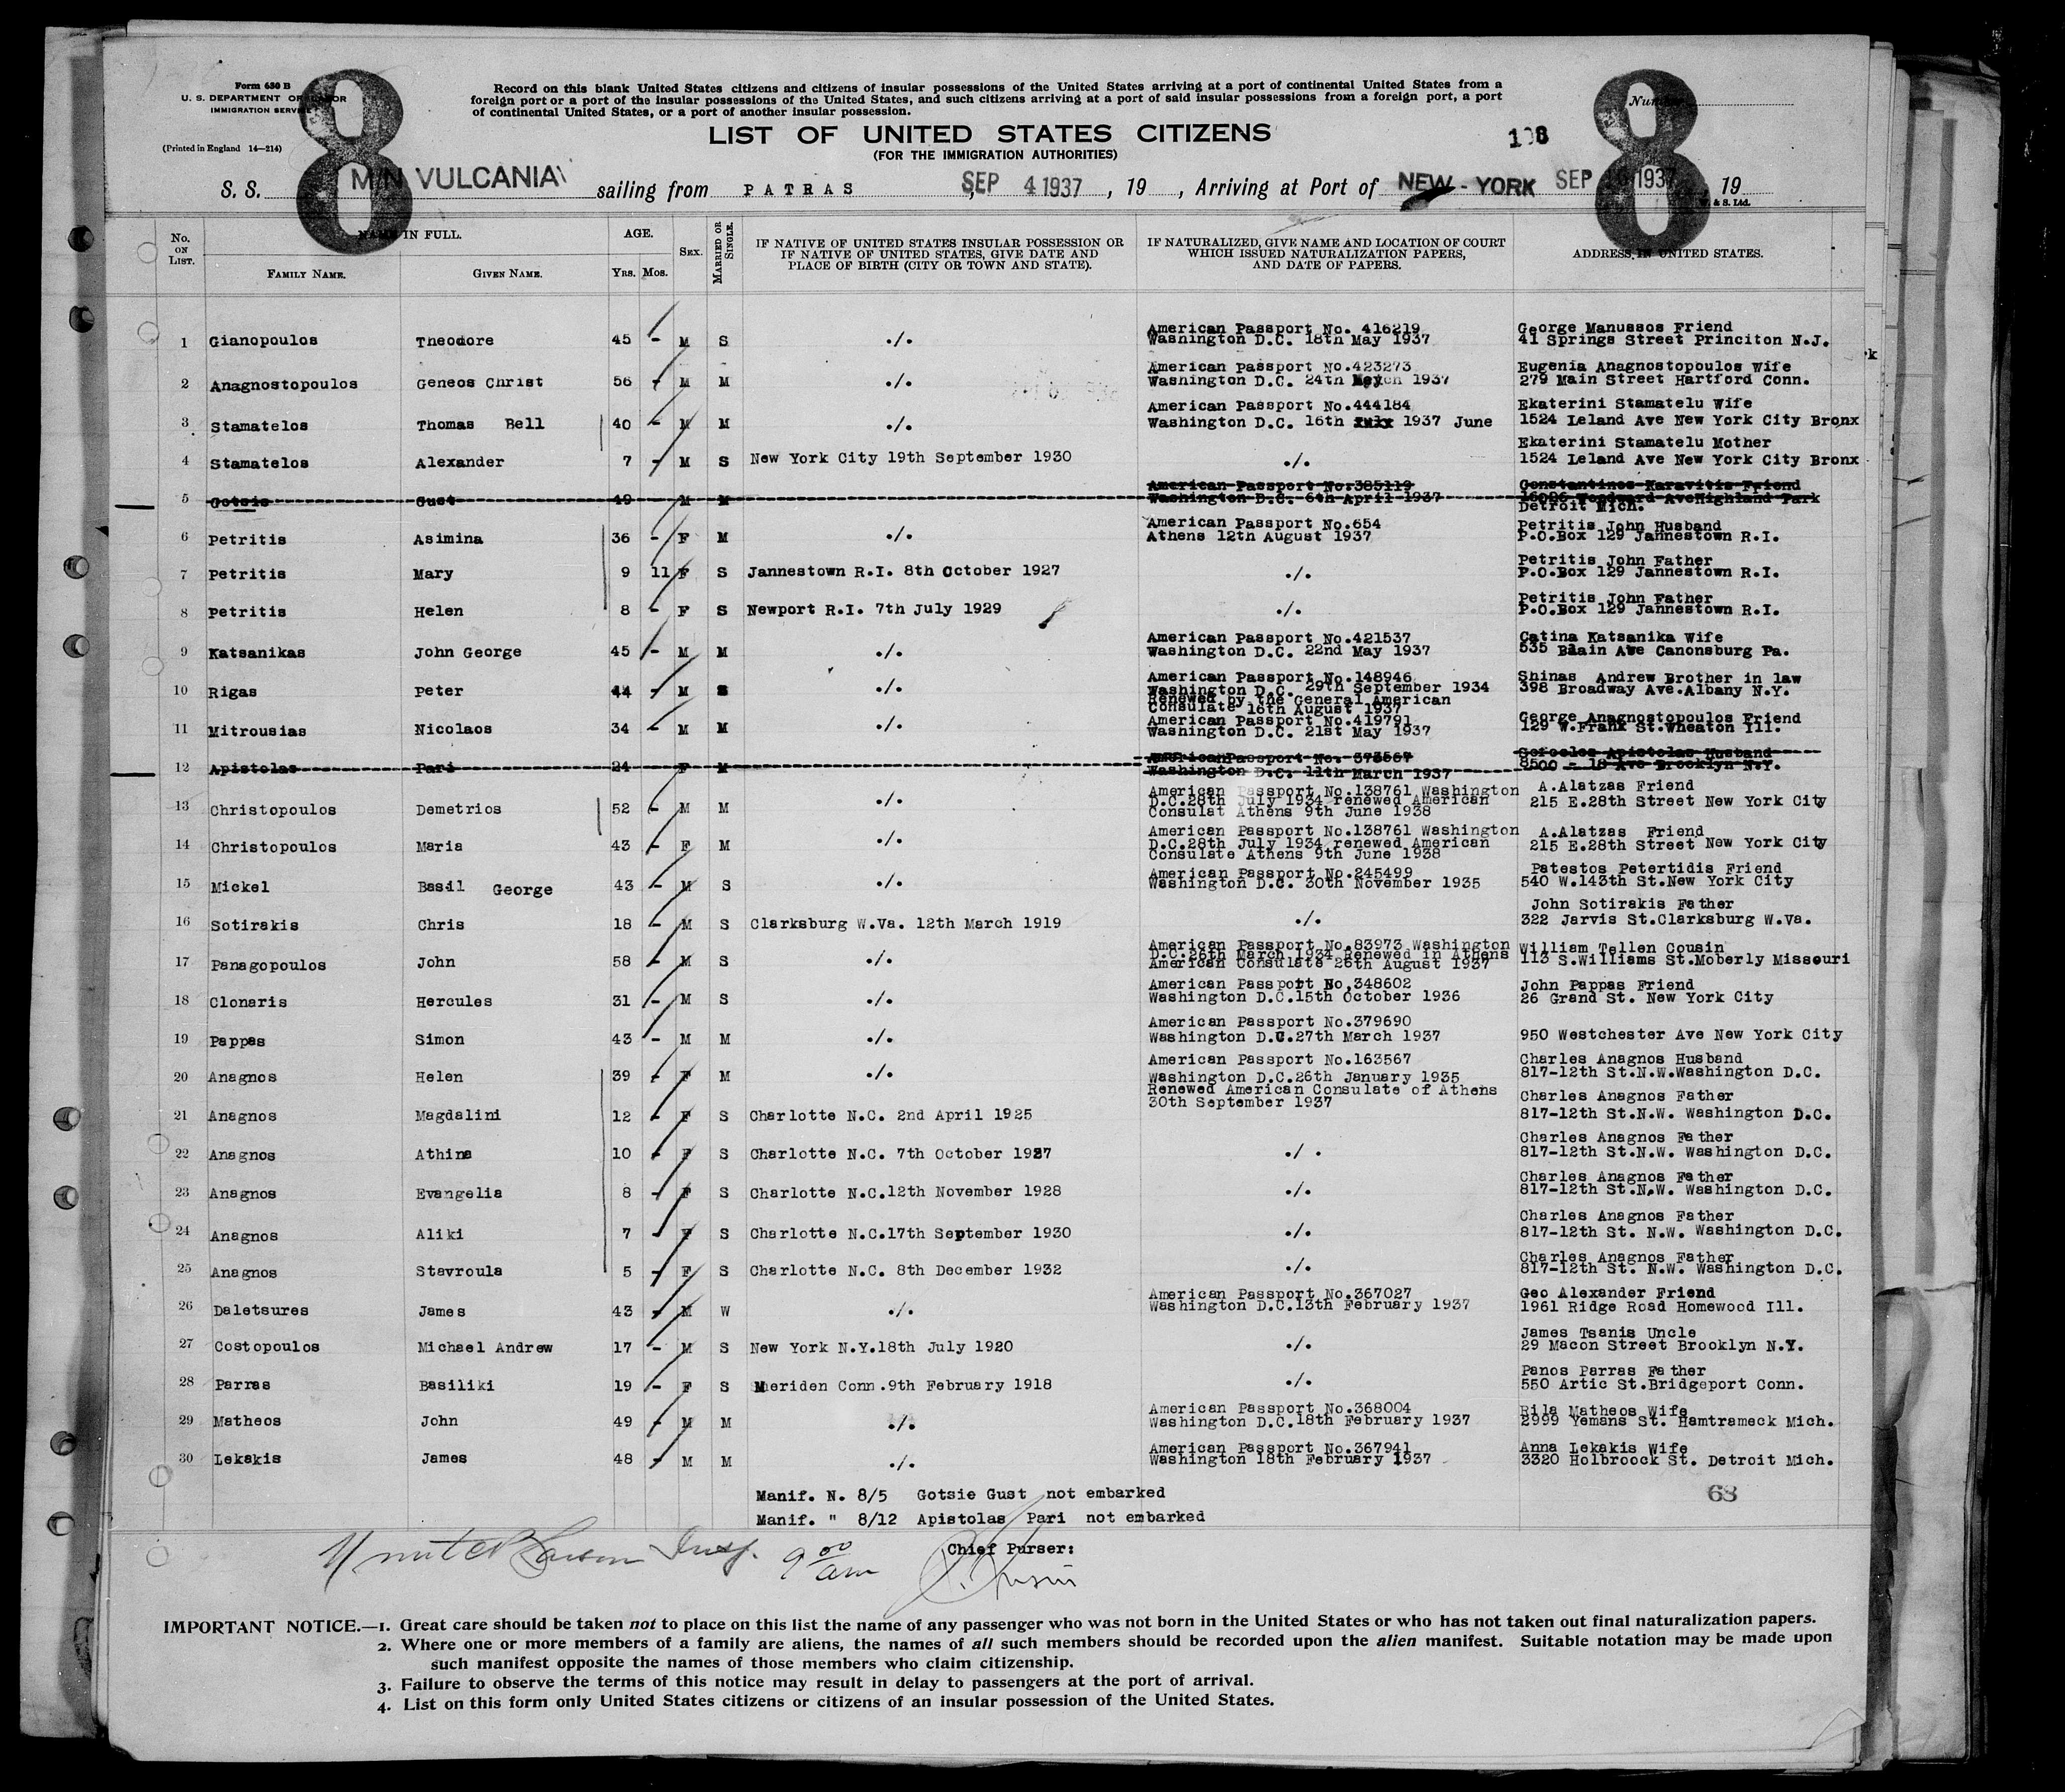 Form 630 B
U. S. DEPARTMENT OF LABOR
IMMIGRATION SERVICE
(Printed in England 14—214)
8
8
Record on this blank United States citizens and citizens of insular possessions of the United States arriving at a port of continental United States from a
foreign port or a port of the insular possessions of the United States, and such citizens arriving at a port of said insular possessions from a foreign port, a port
of continental United States, or a port of another insular possession.
Number
LIST OF UNITED STATES CITIZENS
(FOR THE IMMIGRATION AUTHORITIES)
S. S. M/N VULCANIA sailing from PATRAS SEP 4 1937, 19 , Arriving at Port of NEW-YORK SEP 1937, 19
W. & S. Ltd.
No. ON LIST. NAME IN FULL. AGE. SEX. MARRIED OR SINGLE. IF NATIVE OF UNITED STATES INSULAR POSSESSION OR IF NATIVE OF UNITED STATES, GIVE DATE AND PLACE OF BIRTH (CITY OR TOWN AND STATE). IF NATURALIZED, GIVE NAME AND LOCATION OF COURT WHICH ISSUED NATURALIZATION PAPERS, AND DATE OF PAPERS. ADDRESS IN UNITED STATES.
FAMILY NAME. GIVEN NAME. Yrs. Mos.
1 Gianopoulos Theodore 45 - M S ./. American Passport No. 416219 Washington D.C. 18th May 1937 George Manussos Friend 41 Springs Street Princiton N.J.
2 Anagnostopoulos Geneos Christ 56 - M M ./. American Passport No.423273 Washington D.C. 24th May 1937 Eugenia Anagnostopoulos Wife 279 Main Street Hartford Conn.
3 Stamatelos Thomas Bell 40 - M M ./. American Passport No.444184 Washington D.C. 16th July 1937 June Ekaterini Stamatelu Wife 1524 Leland Ave New York City Bronx
4 Stamatelos Alexander 7 - M S New York City 19th September 1930 ./. Ekaterini Stamatelu Mother 1524 Leland Ave New York City Bronx
5 Gotsis Gust 49 M M American Passport No.385119 Washington D.C. 6th April 1937 Constantinos Karavitis Friend 16006 Woodward Ave Highland Park Detroit Mich.
6 Petritis Asimina 36 - F M ./. American Passport No.654 Athens 12th August 1937 Petritis John Husband P.O.Box 129 Jannestown R.I.
7 Petritis Mary 9 11 F S Jannestown R.I. 8th October 1927 ./. Petritis John Father P.O.Box 129 Jannestown R.I.
8 Petritis Helen 8 - F S Newport R.I. 7th July 1929 ./. Petritis John Father P.O.Box 129 Jannestown R.I.
9 Katsanikas John George 45 - M M ./. American Passport No.421537 Washington D.C. 22nd May 1937 Catina Katsanika Wife 535 Blain Ave Canonsburg Pa.
10 Rigas Peter 44 - M S ./. American Passport No.148946 Washington D.C. 29th September 1934 Renewed by the General American Consulate 16th August 1937 Shinas Andrew Brother in law 398 Broadway Ave.Albany N.Y.
11 Mitrousias Nicolaos 34 - M M ./. American Passport No.419791 Washington D.C. 21st May 1937 George Anagnostopoulos Friend 129 W.Frank St.Wheaton Ill.
12 Apistolas Pari 24 F M American Passport No. 373567 Washington D.C. 11th March 1937 Apistolas Husband 8500 - 18 Ave Brooklyn N.Y.
13 Christopoulos Demetrios 52 - M M ./. American Passport No.138761 Washington D.C.28th July 1934 renewed American Consulat Athens 9th June 1938 A.Alatzas Friend 215 E.28th Street New York City
14 Christopoulos Maria 43 - F M ./. American Passport No.138761 Washington D.C.28th July 1934 renewed American Consulate Athens 9th June 1938 A.Alatzas Friend 215 E.28th Street New York City
15 Mickel Basil George 43 - M S ./. American Passport No.245499 Washington D.C. 30th November 1935 Patestos Petertidis Friend 540 W.143th St.New York City
16 Sotirakis Chris 18 - M S Clarksburg W.Va. 12th March 1919 ./. John Sotirakis Father 322 Jarvis St.Clarksburg W.Va.
17 Panagopoulos John 58 - M S ./. American Passport No.83973 Washington D.C.26th March 1934 Renewed in Athens American Consulate 26th August 1937 William Tellen Cousin 113 S.Williams St.Moberly Missouri
18 Clonaris Hercules 31 - M S ./. American Passport No.348602 Washington D.C.15th October 1936 John Pappas Friend 26 Grand St. New York City
19 Pappas Simon 43 - M M ./. American Passport No.379690 Washington D.C.27th March 1937 950 Westchester Ave New York City
20 Anagnos Helen 39 - F M ./. American Passport No.163567 Washington D.C.26th January 1935 Renewed American Consulate of Athens 30th September 1937 Charles Anagnos Husband 817-12th St.N.W.Washington D.C.
21 Anagnos Magdalini 12 - F S Charlotte N.C. 2nd April 1925 Charles Anagnos Father 817-12th St.N.W. Washington D.C.
22 Anagnos Athina 10 - F S Charlotte N.C. 7th October 1927 ./. Charles Anagnos Father 817-12th St.N.W. Washington D.C.
23 Anagnos Evangelia 8 - F S Charlotte N.C.12th November 1928 ./. Charles Anagnos Father 817-12th St.N.W. Washington D.C.
24 Anagnos Aliki 7 - F S Charlotte N.C.17th September 1930 ./. Charles Anagnos Father 817-12th St. N.W. Washington D.C.
25 Anagnos Stavroula 5 - F S Charlotte N.C. 8th December 1932 ./. Charles Anagnos Father 817-12th St. N.W. Washington D.C.
26 Daletsures James 43 - M W ./. American Passport No.367027 Washington D.C.13th February 1937 Geo Alexander Friend 1961 Ridge Road Homewood Ill.
27 Costopoulos Michael Andrew 17 - M S New York N.Y.18th July 1920 ./. James Tsanis Uncle 29 Macon Street Brooklyn N.Y.
28 Parras Basiliki 19 - F S Meriden Conn.9th February 1918 ./. Panos Parras Father 550 Artic St.Bridgeport Conn.
29 Matheos John 49 - M M ./. American Passport No.368004 Washington D.C.18th February 1937 Rila Matheos Wife 2999 Yemans St. Hamtrameck Mich.
30 Lekakis James 48 - M M ./. American Passport No.367941 Washington 18th February 1937 Anna Lekakis Wife 3320 Holbroock St. Detroit Mich.
Manif. N. 8/5 Gotsie Gust not embarked
Manif. " 8/12 Apistolas Pari not embarked
68
Insp. 9 00 am
Chief Purser:
IMPORTANT NOTICE.—1. Great care should be taken not to place on this list the name of any passenger who was not born in the United States or who has not taken out final naturalization papers.
2. Where one or more members of a family are aliens, the names of all such members should be recorded upon the alien manifest. Suitable notation may be made upon
such manifest opposite the names of those members who claim citizenship.
3. Failure to observe the terms of this notice may result in delay to passengers at the port of arrival.
4. List on this form only United States citizens or citizens of an insular possession of the United States.